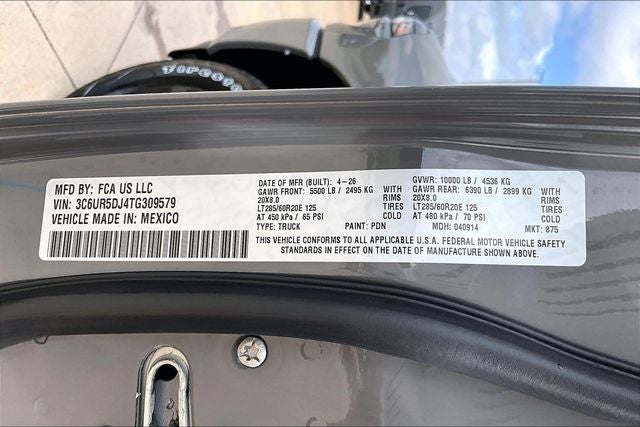 Firestone
MFD BY: FCA US LLC
VIN: 3C6UR5DJ4TG309579
VEHICLE MADE IN: MEXICO
DATE OF MFR (BUILT): 4-26
GAWR FRONT: 5500 LB / 2495 KG WITH
20X8.0 RIMS
LT285/60R20E 125 TIRES
AT 450 kPa / 65 PSI COLD
TYPE: TRUCK PAINT: PDN
GVWR: 10000 LB / 4536 KG
GAWR REAR: 6390 LB / 2899 KG WITH
20X8.0 RIMS
LT285/60R20E 125 TIRES
AT 480 kPa / 70 PSI COLD
MDH: 040914 MKT: 875
THIS VEHICLE CONFORMS TO ALL APPLICABLE U.S.A. FEDERAL MOTOR VEHICLE SAFETY
STANDARDS IN EFFECT ON THE DATE OF MANUFACTURE SHOWN ABOVE.